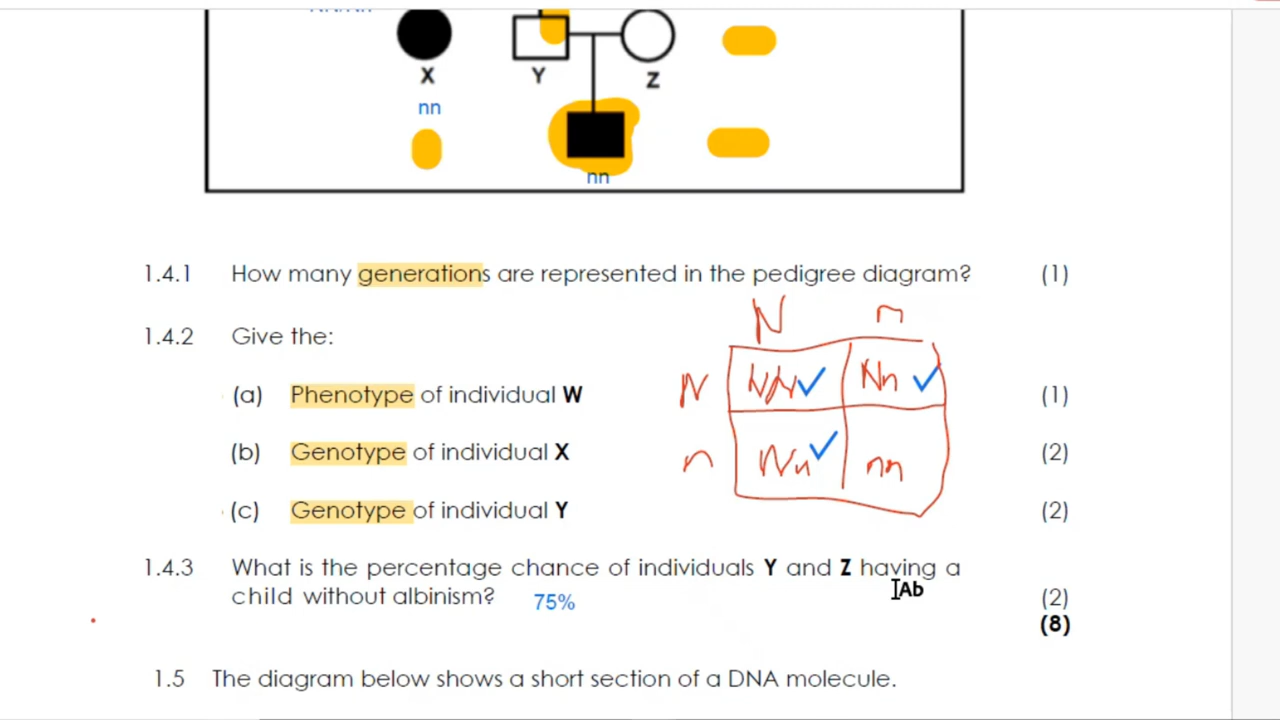 X
Y
Z
nn
nn
1.4.1 How many generations are represented in the pedigree diagram? (1)
N n
1.4.2 Give the:
N NN Nn
(a) Phenotype of individual W (1)
(b) Genotype of individual X (2)
n Nn nn
(c) Genotype of individual Y (2)
1.4.3 What is the percentage chance of individuals Y and Z having a
child without albinism? 75% (2)
Ab
(8)
1.5 The diagram below shows a short section of a DNA molecule.